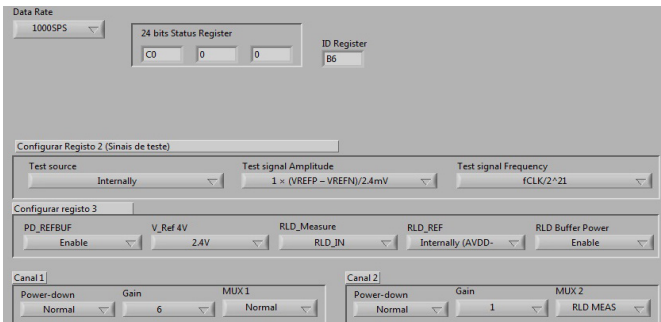 Data Rate
1000SPS
24 bits Status Register
C0 0 0
ID Register
B6
Configurar Registo 2 (Sinais de teste)
Test source Test signal Amplitude Test signal Frequency
Internally 1 × (VREFP – VREFN)/2.4mV fCLK/2^21
Configurar registo 3
PD_REFBUF V_Ref 4V RLD_Measure RLD_REF RLD Buffer Power
Enable 2.4V RLD_IN Internally (AVDD- Enable
Canal 1 Canal 2
Power-down Gain MUX 1 Power-down Gain MUX 2
Normal 6 Normal Normal 1 RLD MEAS